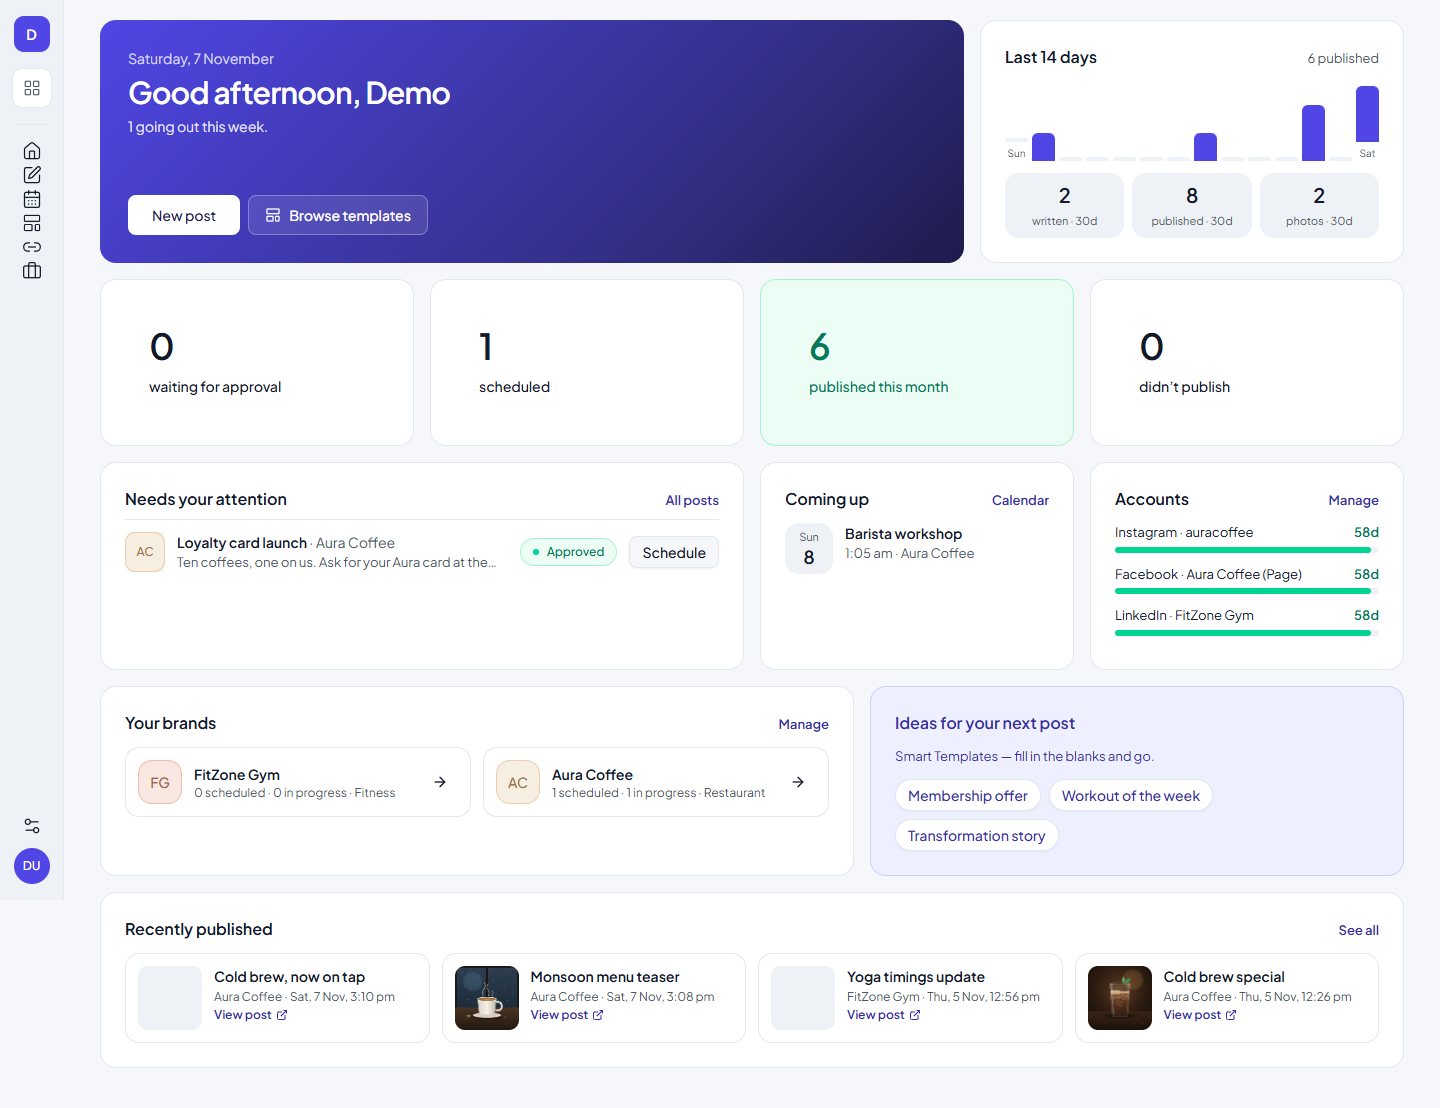 D
Saturday, 7 November
Good afternoon, Demo
1 going out this week.
New post
Browse templates
Last 14 days
6 published
Sun
Sat
2
written · 30d
8
published · 30d
2
photos · 30d
0
waiting for approval
1
scheduled
6
published this month
0
didn’t publish
Needs your attention
All posts
AC
Loyalty card launch · Aura Coffee
Ten coffees, one on us. Ask for your Aura card at the…
Approved
Schedule
Coming up
Calendar
Sun
8
Barista workshop
1:05 am · Aura Coffee
Accounts
Manage
Instagram · auracoffee
58d
Facebook · Aura Coffee (Page)
58d
LinkedIn · FitZone Gym
58d
Your brands
Manage
FG
FitZone Gym
0 scheduled · 0 in progress · Fitness
AC
Aura Coffee
1 scheduled · 1 in progress · Restaurant
Ideas for your next post
Smart Templates — fill in the blanks and go.
Membership offer
Workout of the week
Transformation story
DU
Recently published
See all
Cold brew, now on tap
Aura Coffee · Sat, 7 Nov, 3:10 pm
View post
Monsoon menu teaser
Aura Coffee · Sat, 7 Nov, 3:08 pm
View post
Yoga timings update
FitZone Gym · Thu, 5 Nov, 12:56 pm
View post
Cold brew special
Aura Coffee · Thu, 5 Nov, 12:26 pm
View post